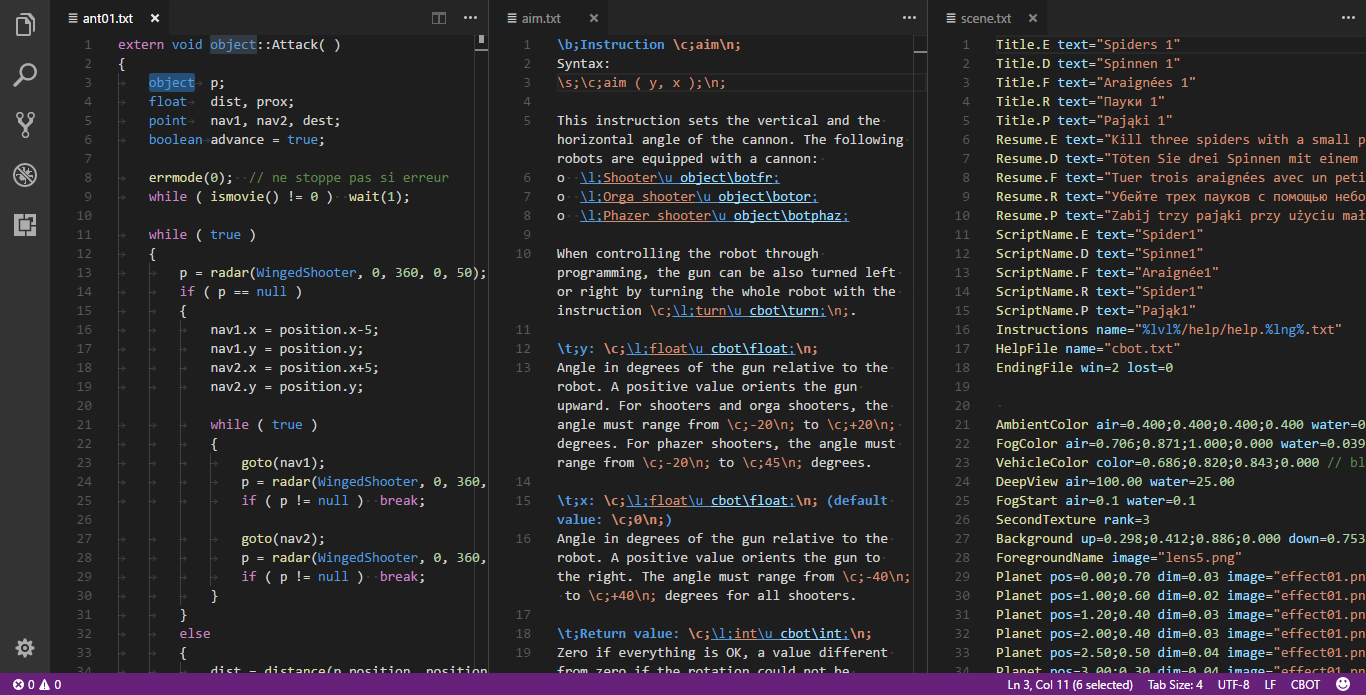 ant01.txt
1 extern void object::Attack( )
2 {
3 object p;
4 float dist, prox;
5 point nav1, nav2, dest;
6 boolean advance = true;
7
8 errmode(0); // ne stoppe pas si erreur
9 while ( ismovie() != 0 ) wait(1);
10
11 while ( true )
12 {
13 p = radar(WingedShooter, 0, 360, 0, 50);
14 if ( p == null )
15 {
16 nav1.x = position.x-5;
17 nav1.y = position.y;
18 nav2.x = position.x+5;
19 nav2.y = position.y;
20
21 while ( true )
22 {
23 goto(nav1);
24 p = radar(WingedShooter, 0, 360,
25 if ( p != null ) break;
26
27 goto(nav2);
28 p = radar(WingedShooter, 0, 360,
29 if ( p != null ) break;
30 }
31 }
32 else
33 {
34 dist = distance(p.position, position
aim.txt
1 \b;Instruction \c;aim\n;
2 Syntax:
3 \s;\c;aim ( y, x );\n;
4
5 This instruction sets the vertical and the
horizontal angle of the cannon. The following
robots are equipped with a cannon:
6 o \l;Shooter\u object\botfr;
7 o \l;Orga shooter\u object\botor;
8 o \l;Phazer shooter\u object\botphaz;
9
10 When controlling the robot through
programming, the gun can be also turned left
or right by turning the whole robot with the
instruction \c;\l;turn\u cbot\turn;\n;.
11
12 \t;y: \c;\l;float\u cbot\float;\n;
13 Angle in degrees of the gun relative to the
robot. A positive value orients the gun
upward. For shooters and orga shooters, the
angle must range from \c;-20\n; to \c;+20\n;
degrees. For phazer shooters, the angle must
range from \c;-20\n; to \c;45\n; degrees.
14
15 \t;x: \c;\l;float\u cbot\float;\n; (default
value: \c;0\n;)
16 Angle in degrees of the gun relative to the
robot. A positive value orients the gun to
the right. The angle must range from \c;-40\n;
to \c;+40\n; degrees for all shooters.
17
18 \t;Return value: \c;\l;int\u cbot\int;\n;
19 Zero if everything is OK, a value different
from zero if the rotation could not be
scene.txt
1 Title.E text="Spiders 1"
2 Title.D text="Spinnen 1"
3 Title.F text="Araignées 1"
4 Title.R text="Пауки 1"
5 Title.P text="Pająki 1"
6 Resume.E text="Kill three spiders with a small p
7 Resume.D text="Töten Sie drei Spinnen mit einem
8 Resume.F text="Tuer trois araignées avec un peti
9 Resume.R text="Убейте трех пауков с помощью небо
10 Resume.P text="Zabij trzy pająki przy użyciu mał
11 ScriptName.E text="Spider1"
12 ScriptName.D text="Spinne1"
13 ScriptName.F text="Araignée1"
14 ScriptName.R text="Spider1"
15 ScriptName.P text="Pająk1"
16 Instructions name="%lvl%/help/help.%lng%.txt"
17 HelpFile name="cbot.txt"
18 EndingFile win=2 lost=0
19
20
21 AmbientColor air=0.400;0.400;0.400;0.400 water=0
22 FogColor air=0.706;0.871;1.000;0.000 water=0.039
23 VehicleColor color=0.686;0.820;0.843;0.000 // bl
24 DeepView air=100.00 water=25.00
25 FogStart air=0.1 water=0.1
26 SecondTexture rank=3
27 Background up=0.298;0.412;0.886;0.000 down=0.753
28 ForegroundName image="lens5.png"
29 Planet pos=0.00;0.70 dim=0.03 image="effect01.pn
30 Planet pos=1.00;0.60 dim=0.02 image="effect01.pn
31 Planet pos=1.20;0.40 dim=0.03 image="effect01.pn
32 Planet pos=2.00;0.40 dim=0.03 image="effect01.pn
33 Planet pos=2.50;0.50 dim=0.04 image="effect01.pn
34 Planet pos=3.00;0.30 dim=0.04 image="effect01.pn
0 0
Ln 3, Col 11 (6 selected) Tab Size: 4 UTF-8 LF CBOT